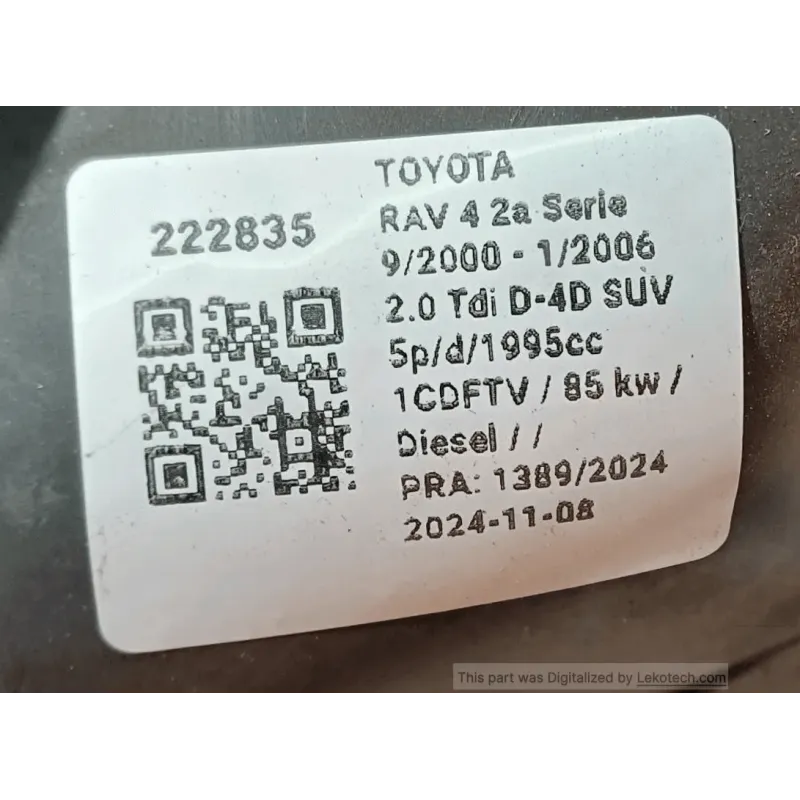 222835
TOYOTA
RAV 4 2a Serie
9/2000 - 1/2006
2.0 Tdi D-4D SUV
5p/d/1995cc
1CDFTV / 85 kw /
Diesel / /
PRA: 1389/2024
2024-11-08
This part was Digitalized by Lekotech.com